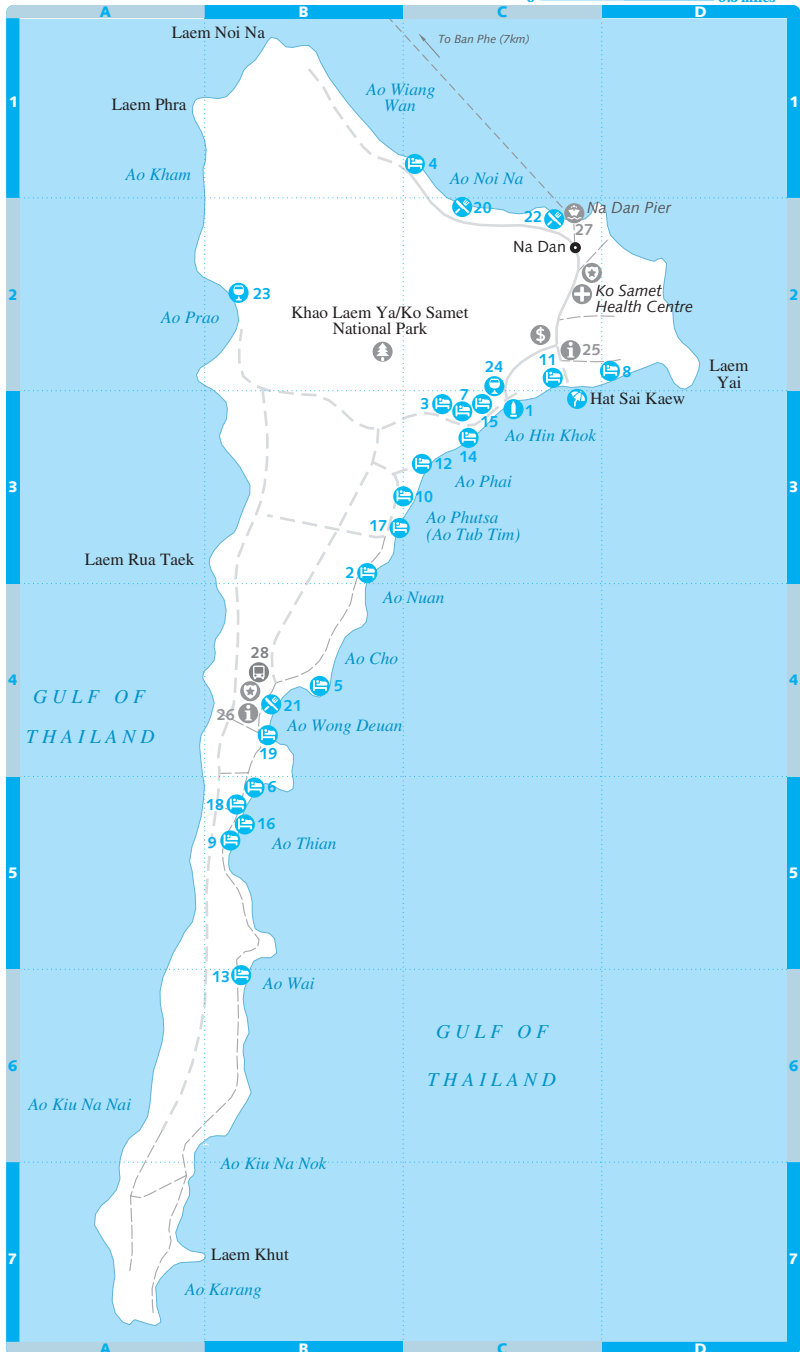 0.5 miles
A B C D
Laem Noi Na
To Ban Phe (7km)
1 1
Ao Wiang
Wan
Laem Phra
4
Ao Kham
Ao Noi Na
20
22
Na Dan Pier
27
Na Dan
2 2
23
Ao Prao
Ko Samet
Health Centre
Khao Laem Ya/Ko Samet
National Park
$
25
24
11
8
Laem
Yai
3
7
15
1
Hat Sai Kaew
14
Ao Hin Khok
12
Ao Phai
3 3
10
17
Ao Phutsa
(Ao Tub Tim)
Laem Rua Taek
2
Ao Nuan
28
Ao Cho
5
4 4
GULF OF
THAILAND
26
21
Ao Wong Deuan
19
6
18
16
9
Ao Thian
5 5
13
Ao Wai
GULF OF
THAILAND
6 6
Ao Kiu Na Nai
Ao Kiu Na Nok
Laem Khut
7 7
Ao Karang
A B C D